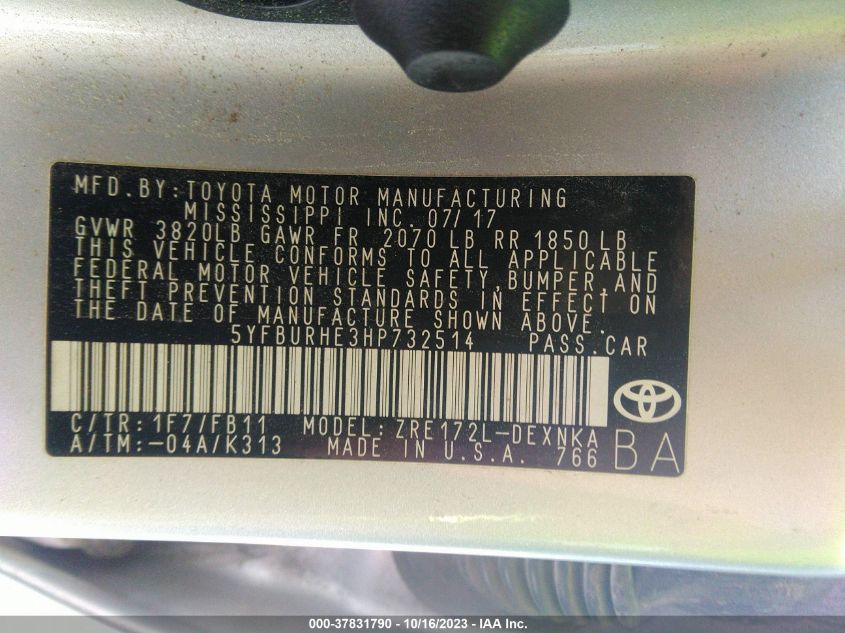 MFD.BY:TOYOTA MOTOR MANUFACTURING
MISSISSIPPI INC. 07/17
GVWR 3820LB GAWR FR 2070 LB RR 1850 LB
THIS VEHICLE CONFORMS TO ALL APPLICABLE
FEDERAL MOTOR VEHICLE SAFETY,BUMPER,AND
THEFT PREVENTION STANDARDS IN EFFECT ON
THE DATE OF MANUFACTURE SHOWN ABOVE.
5YFBURHE3HP732514 PASS.CAR
C/TR:1F7/FB11 MODEL:ZRE172L-DEXNKA
A/TM:-04A/K313 MADE IN U.S.A. 766 BA
000-37831790 - 10/16/2023 - IAA Inc.